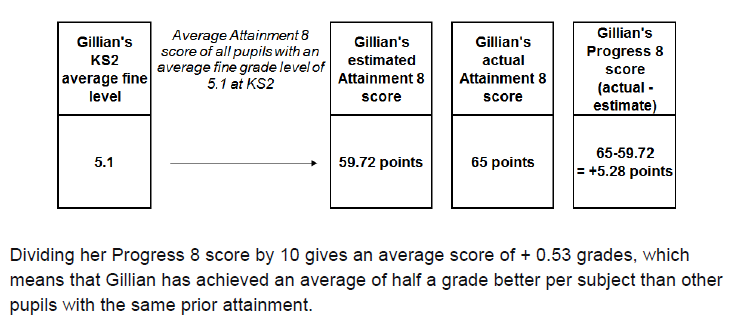 Gillian's
KS2
average fine
level
Average Attainment 8
score of all pupils with an
average fine grade level of
5.1 at KS2
Gillian's
estimated
Attainment 8
score
Gillian's
actual
Attainment 8
score
Gillian's
Progress 8
score
(actual -
estimate)
5.1
59.72 points
65 points
65-59.72
= +5.28 points
Dividing her Progress 8 score by 10 gives an average score of + 0.53 grades, which
means that Gillian has achieved an average of half a grade better per subject than other
pupils with the same prior attainment.